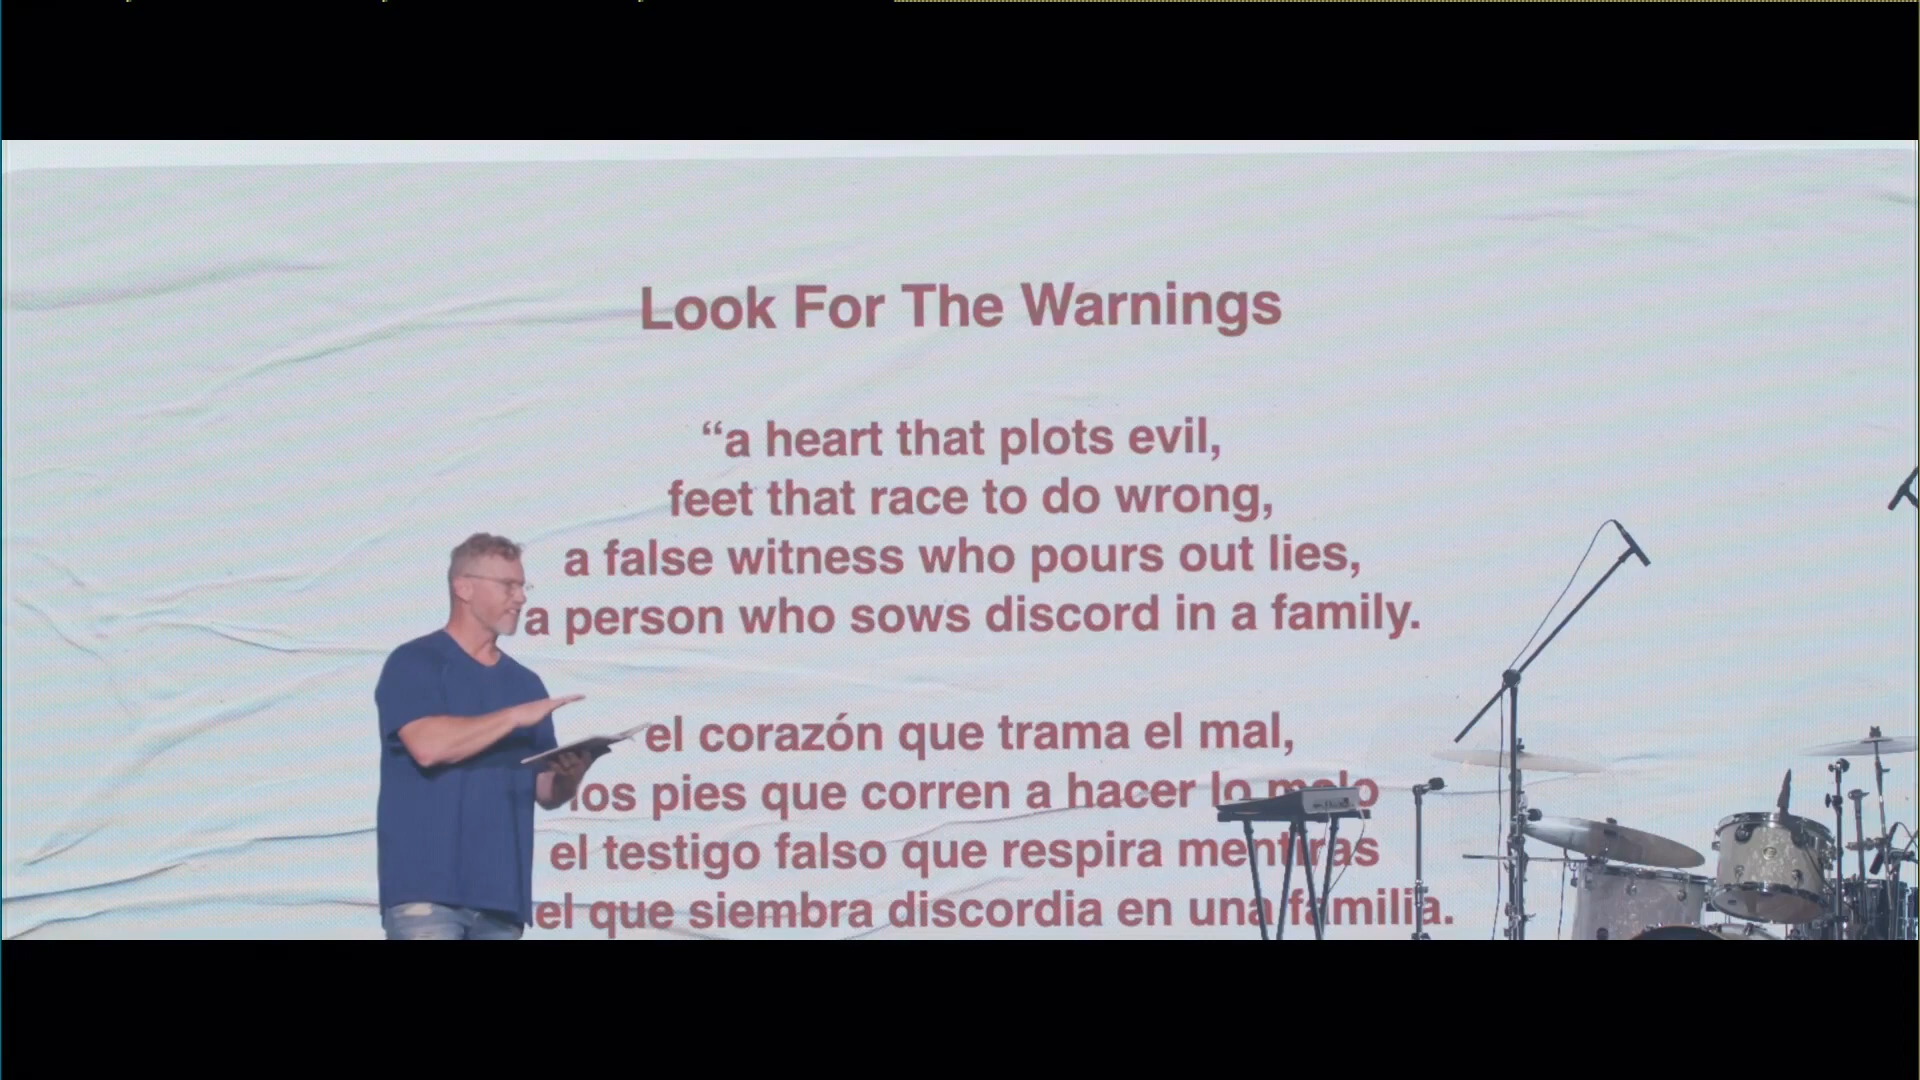 Look For The Warnings
“a heart that plots evil,
feet that race to do wrong,
a false witness who pours out lies,
a person who sows discord in a family.
el corazón que trama el mal,
los pies que corren a hacer lo malo
el testigo falso que respira mentiras
el que siembra discordia en una familia.